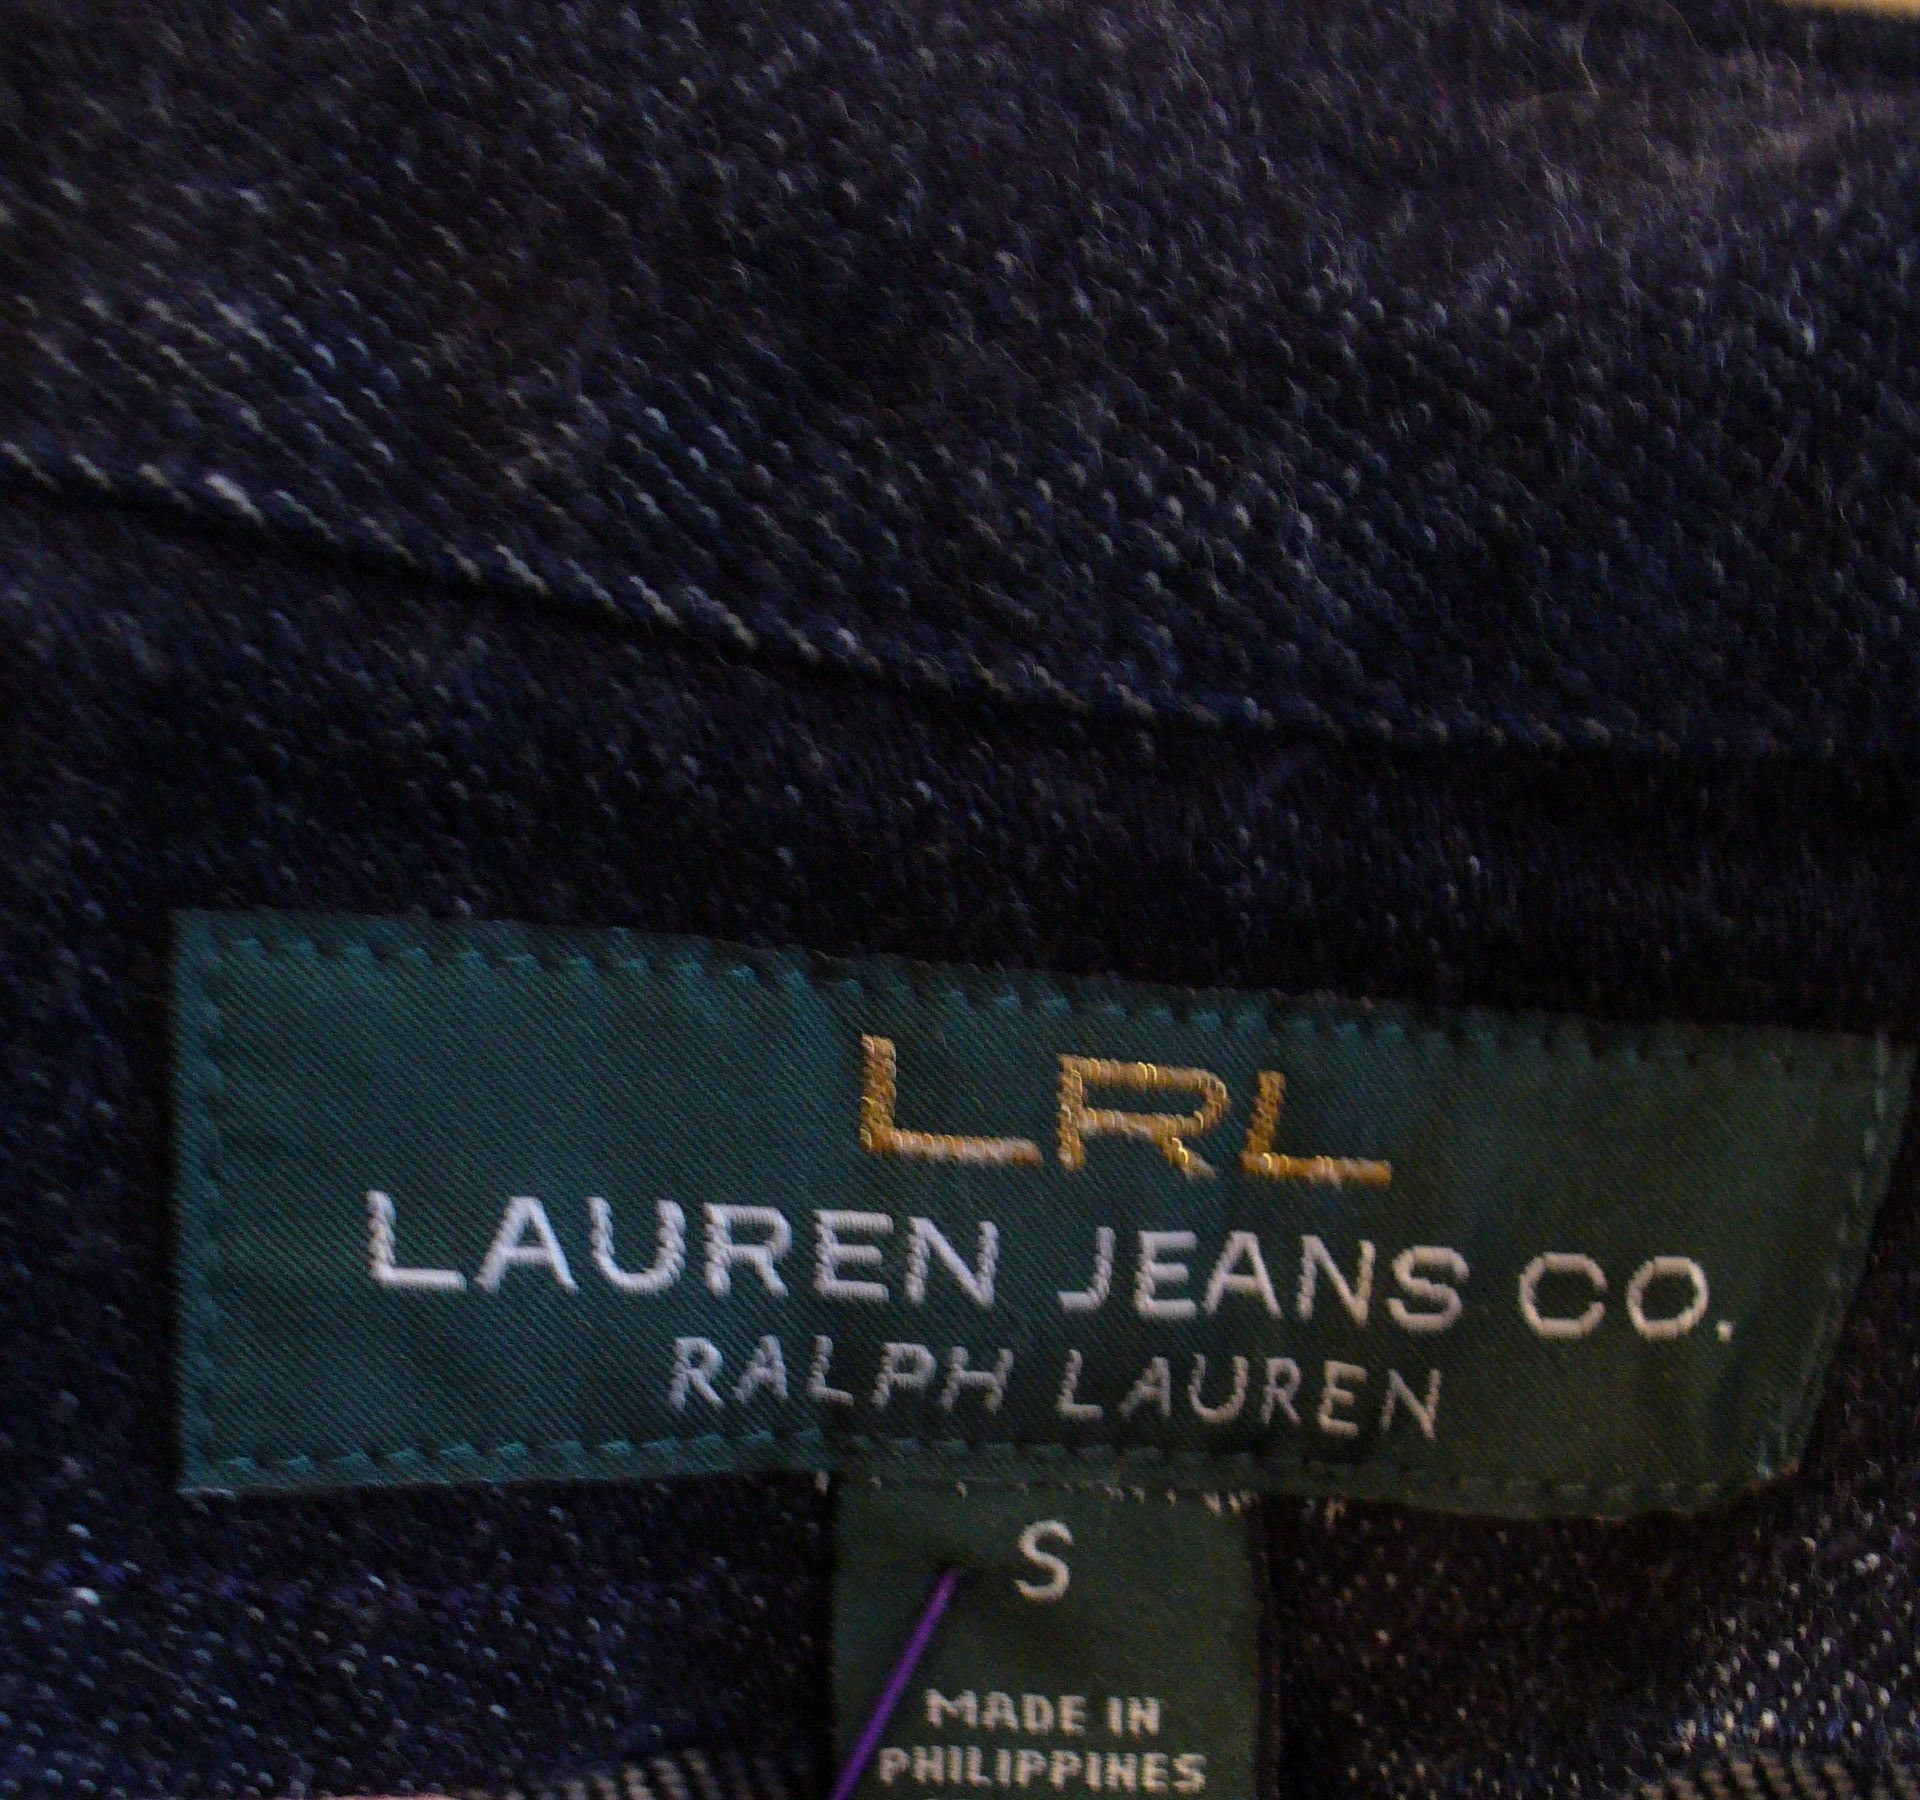 LRL
LAUREN JEANS CO.
RALPH LAUREN
S
MADE IN
PHILIPPINES